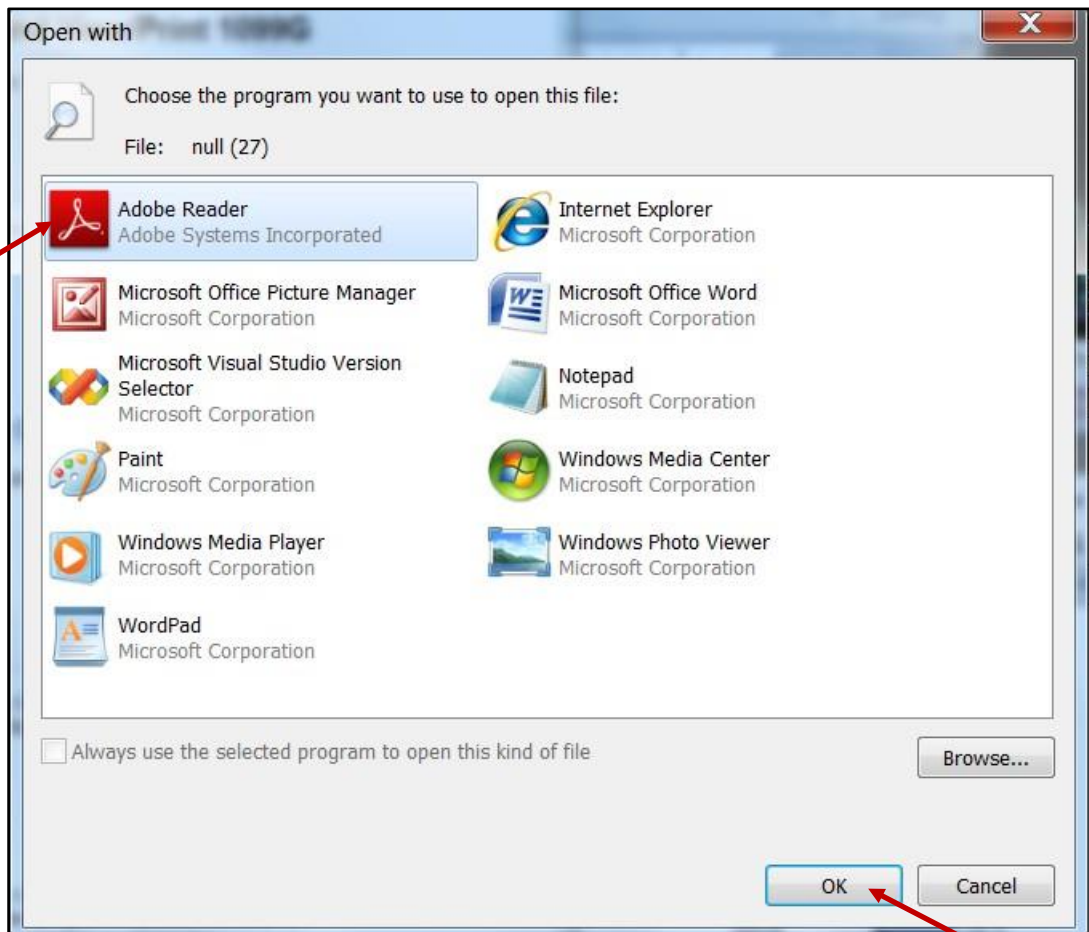 Open with
Print 1099G
X
Choose the program you want to use to open this file:
File: null (27)
Adobe Reader
Adobe Systems Incorporated
Internet Explorer
Microsoft Corporation
Microsoft Office Picture Manager
Microsoft Corporation
Microsoft Office Word
Microsoft Corporation
Microsoft Visual Studio Version
Selector
Microsoft Corporation
Notepad
Microsoft Corporation
Paint
Microsoft Corporation
Windows Media Center
Microsoft Corporation
Windows Media Player
Microsoft Corporation
Windows Photo Viewer
Microsoft Corporation
WordPad
Microsoft Corporation
Always use the selected program to open this kind of file
Browse...
OK
Cancel